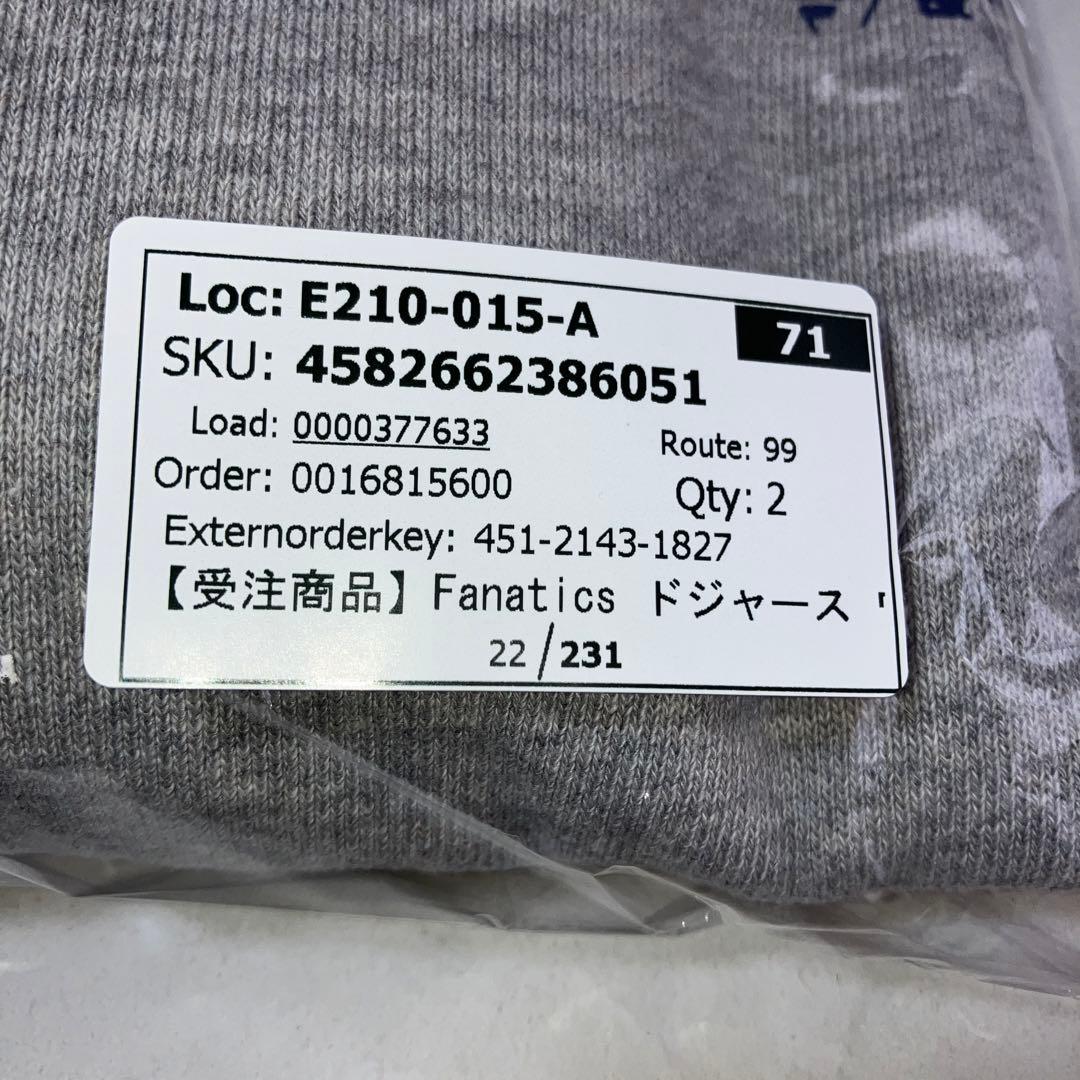 Loc: E210-015-A
71
SKU: 4582662386051
Load: 0000377633
Route: 99
Order: 0016815600
Qty: 2
Externorderkey: 451-2143-1827
【受注商品】Fanatics ドジャース「
22/231